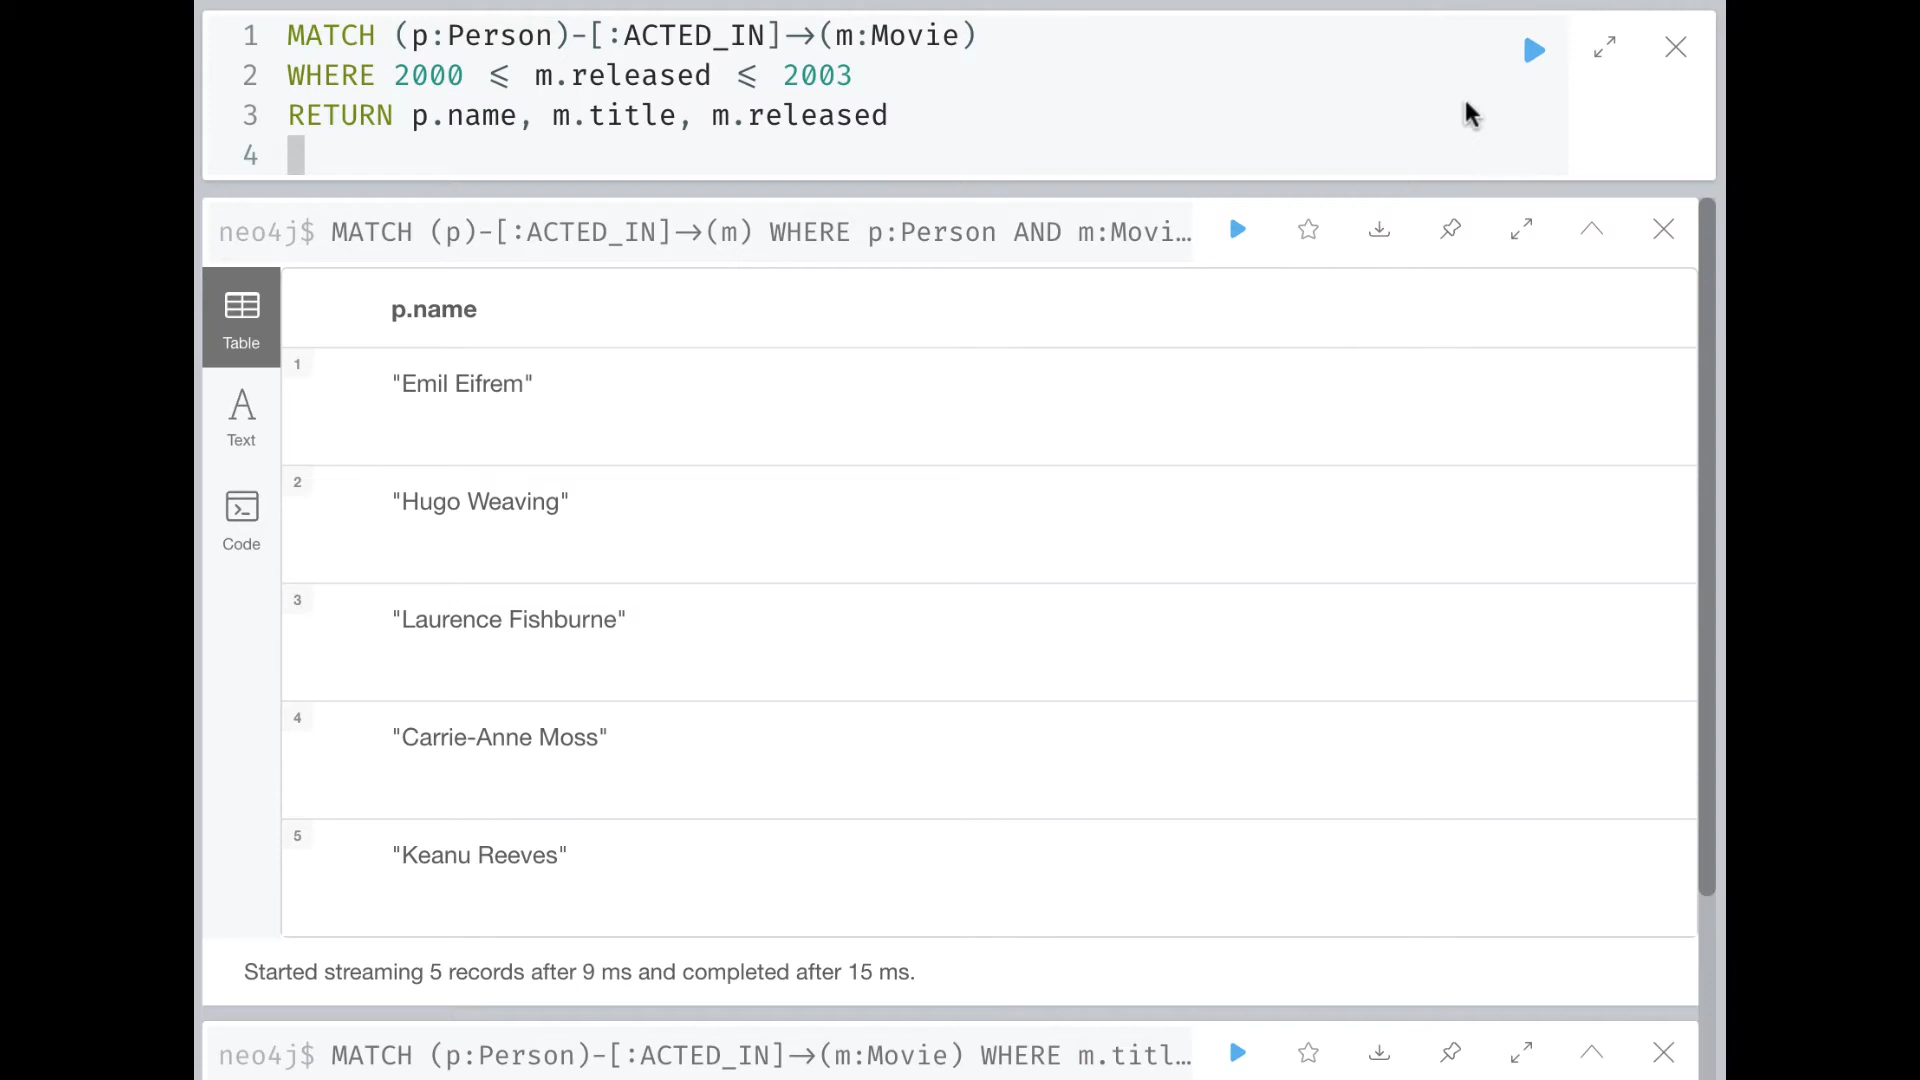 1 MATCH (p:Person)-[:ACTED_IN]->(m:Movie)
2 WHERE 2000 <= m.released <= 2003
3 RETURN p.name, m.title, m.released
4
neo4j$ MATCH (p)-[:ACTED_IN]->(m) WHERE p:Person AND m:Movi…
Table
Text
Code
p.name
1 "Emil Eifrem"
2 "Hugo Weaving"
3 "Laurence Fishburne"
4 "Carrie-Anne Moss"
5 "Keanu Reeves"
Started streaming 5 records after 9 ms and completed after 15 ms.
neo4j$ MATCH (p:Person)-[:ACTED_IN]->(m:Movie) WHERE m.titl…